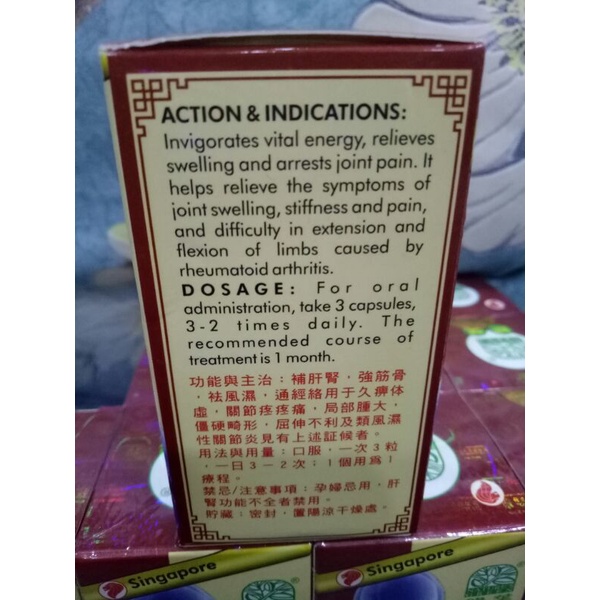 ACTION & INDICATIONS:
Invigorates vital energy, relieves
swelling and arrests joint pain. It
helps relieve the symptoms of
joint swelling, stiffness and pain,
and difficulty in extension and
flexion of limbs caused by
rheumatoid arthritis.
DOSAGE: For oral
administration, take 3 capsules,
3-2 times daily. The
recommended course of
treatment is 1 month.
功能與主治:補肝腎,強筋骨
,祛風濕,通經絡用于久痹体
虛,關節疼疼痛,局部腫大,
僵硬畸形,屈伸不利及類風濕
性關節炎見有上述証候者。
用法與用量:口服,一次3粒
,一日3-2次;1個用爲1
療程。
禁忌/注意事項:孕婦忌用,肝
腎功能不全者禁用。
貯藏:密封,置陽涼干燥處。
Singapore
Singapore